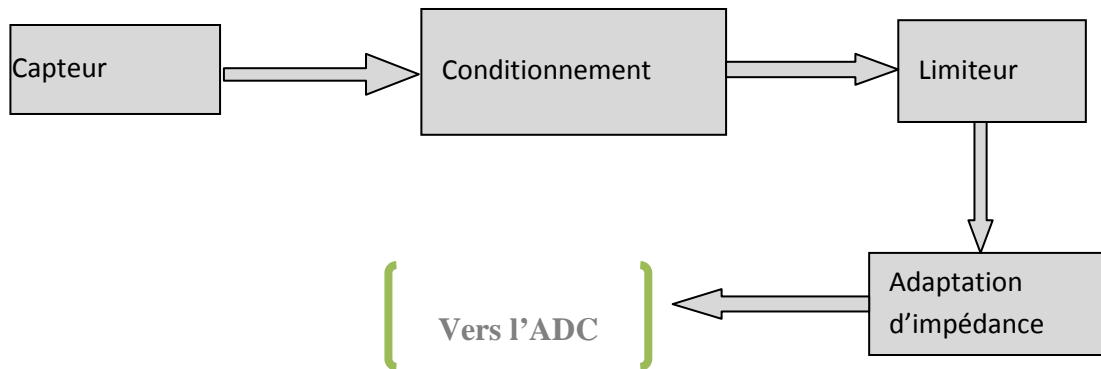 Capteur
Conditionnement
Limiteur
Adaptation
d’impédance
Vers l’ADC